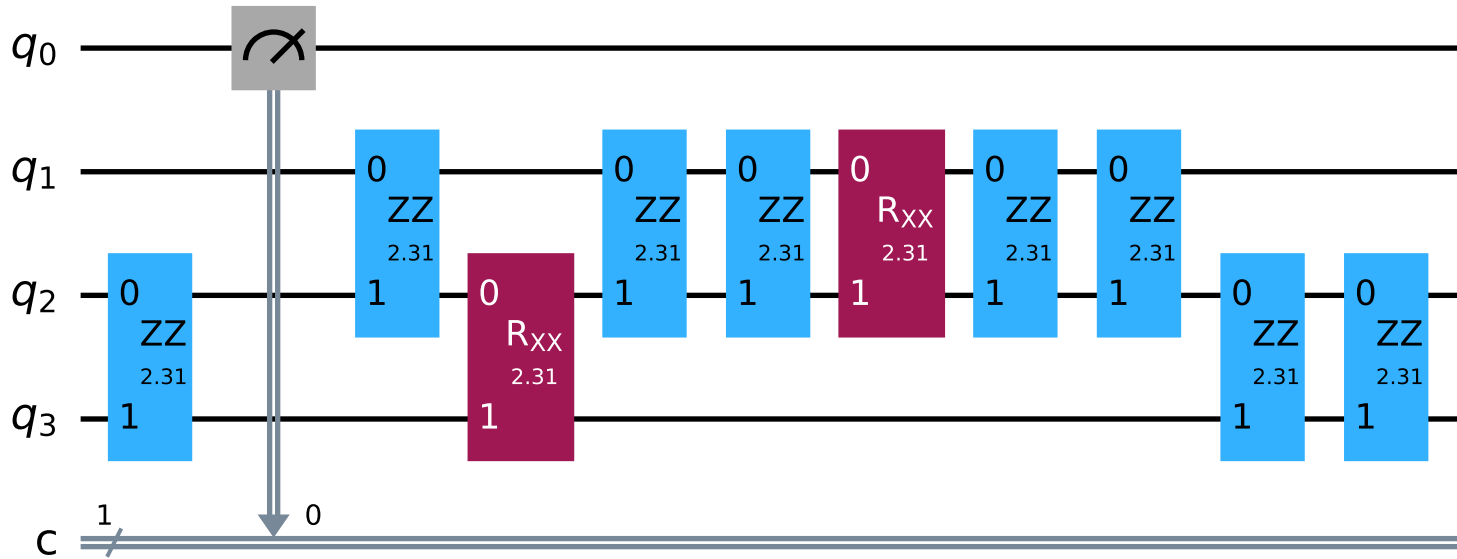 q0
0 0 0 0 0 0
q1
ZZ ZZ ZZ RXX ZZ ZZ
2.31 2.31 2.31 2.31 2.31 2.31
0 1 0 1 1 1 1 1 0 0
q2
ZZ RXX ZZ ZZ
2.31 2.31 2.31 2.31
1 1 1 1
q3
1 0
c